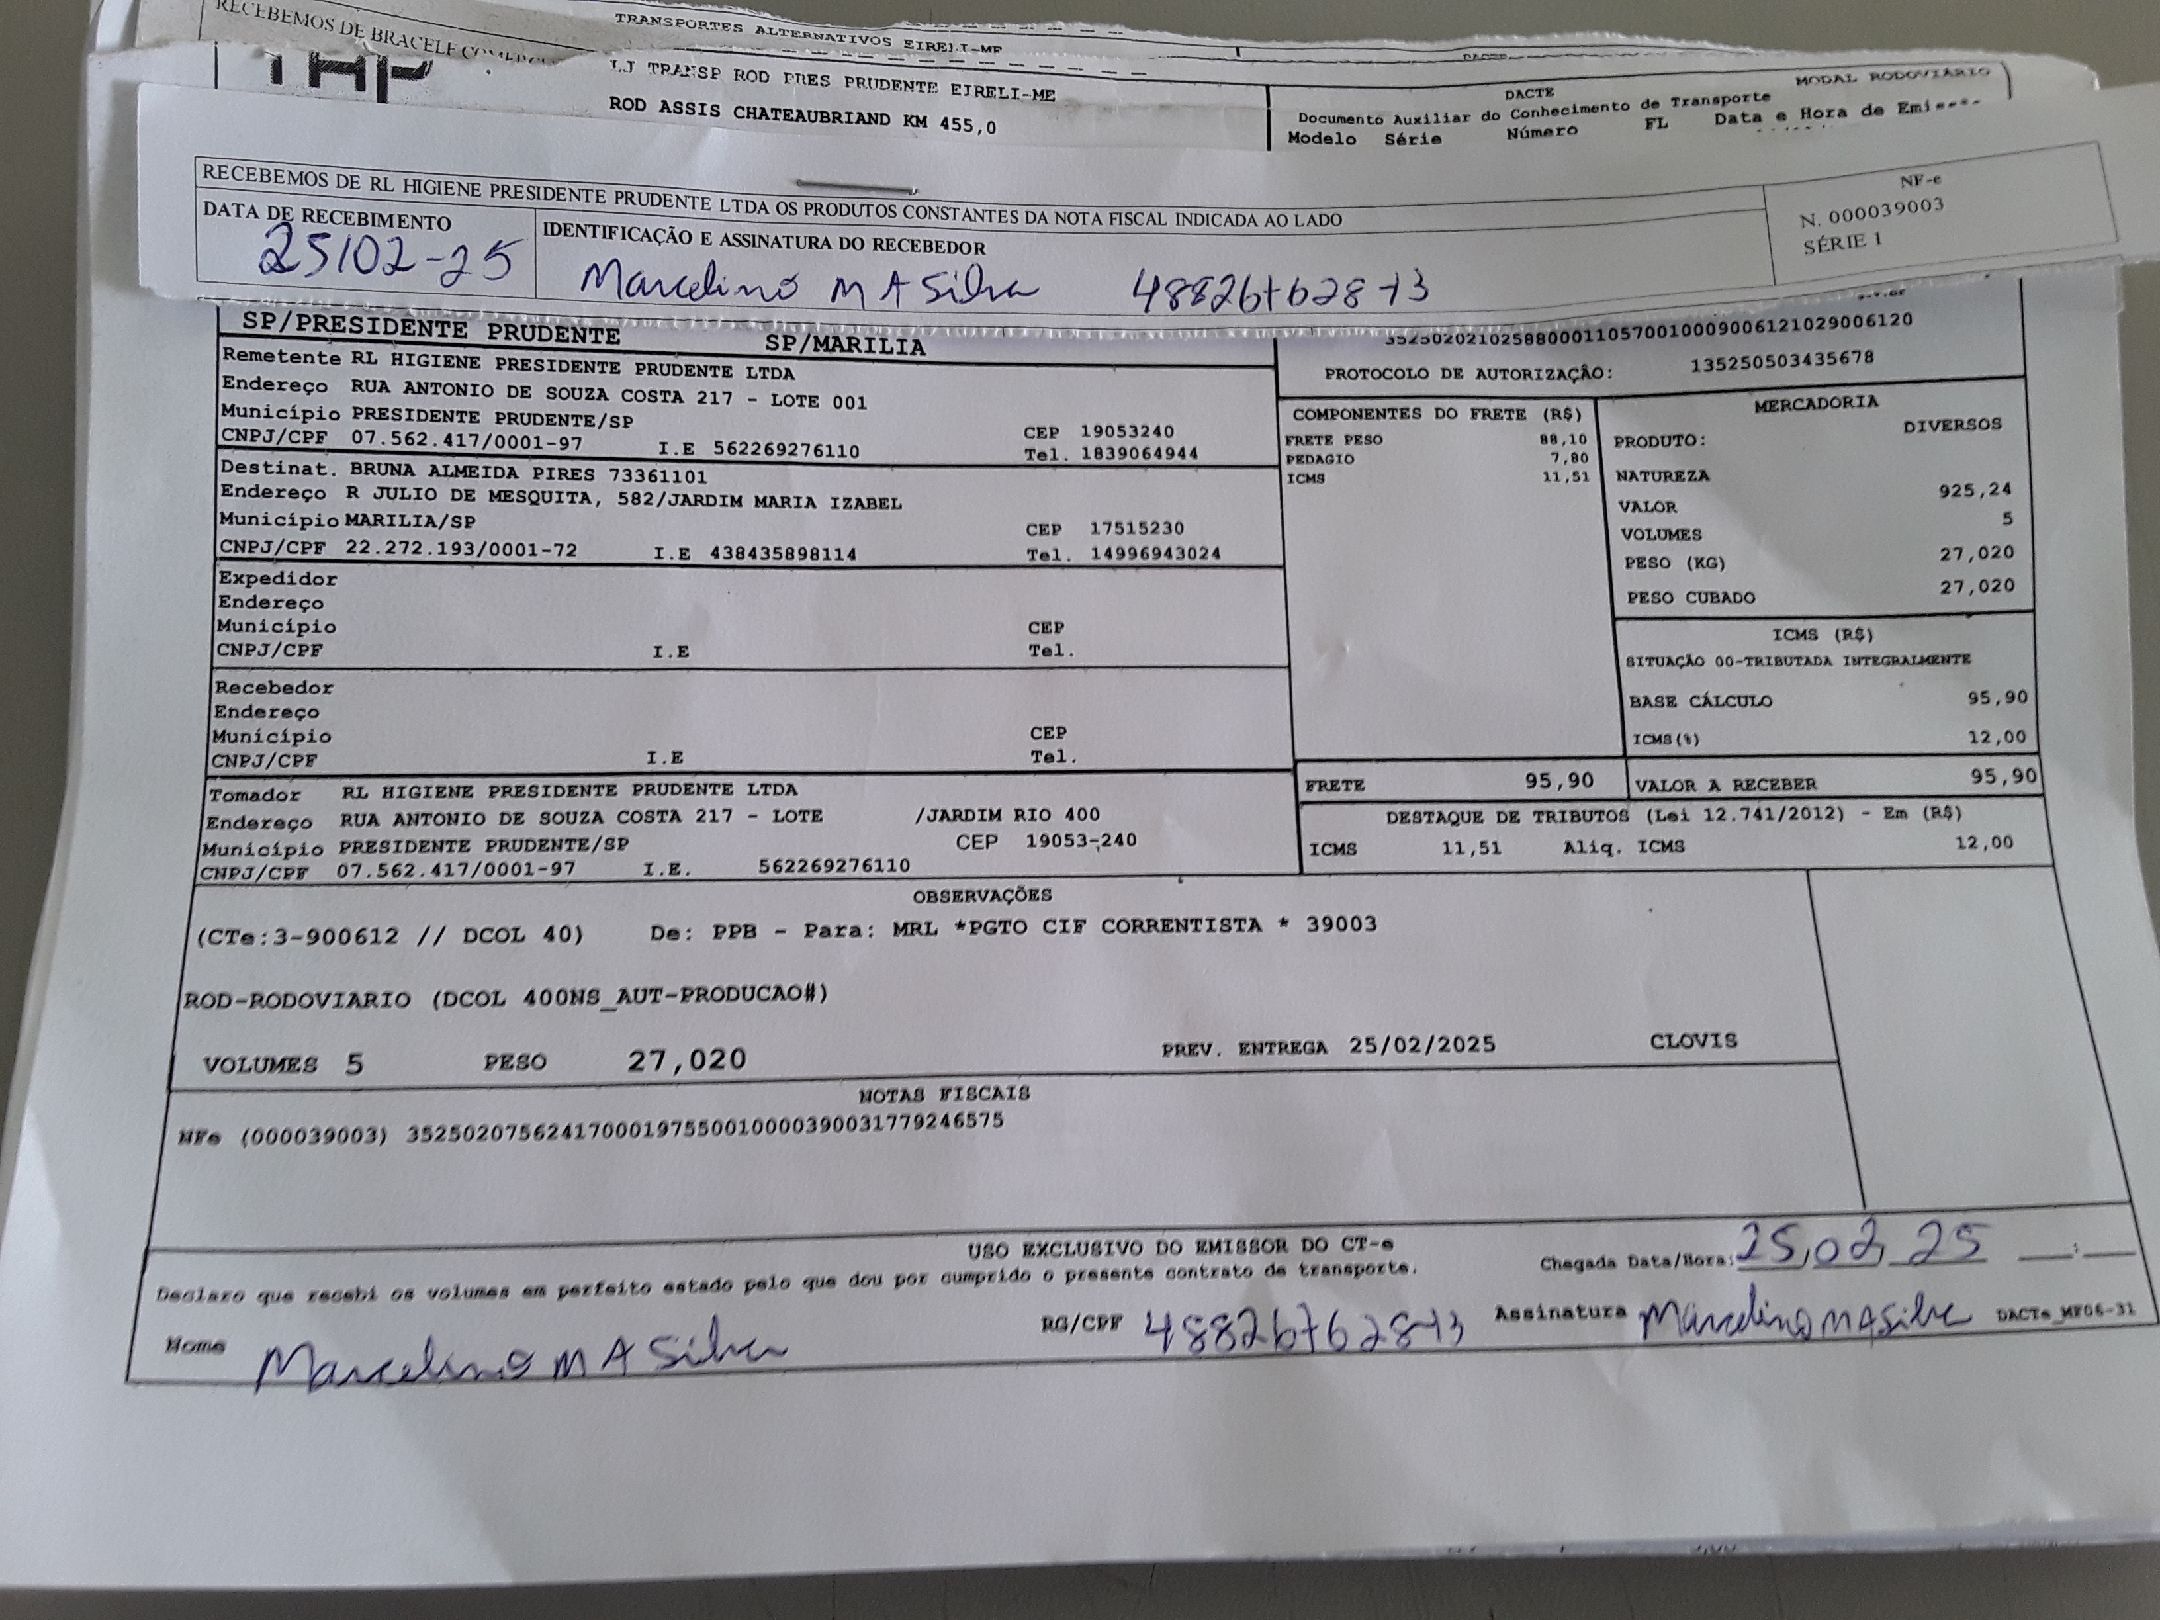 RECEBEMOS DE BRACELE
TRANSPORTES ALTERNATIVOS EIRELI-ME
DACTE
LJ TRANSP ROD PRES PRUDENTE EIRELI-ME
ROD ASSIS CHATEAUBRIAND KM 455,0
DACTE MODAL RODOVIÁRIO
Documento Auxiliar do Conhecimento de Transporte
Modelo Série Número FL Data e Hora de
RECEBEMOS DE RL HIGIENE PRESIDENTE PRUDENTE LTDA OS PRODUTOS CONSTANTES DA NOTA FISCAL INDICADA AO LADO
DATA DE RECEBIMENTO
25/02-25
IDENTIFICAÇÃO E ASSINATURA DO RECEBEDOR
Marcelino M A Silva 488267628-73
NF-e
N. 000039003
SÉRIE 1
SP/PRESIDENTE PRUDENTE SP/MARILIA
Remetente RL HIGIENE PRESIDENTE PRUDENTE LTDA
Endereço RUA ANTONIO DE SOUZA COSTA 217 - LOTE 001
Município PRESIDENTE PRUDENTE/SP CEP 19053240
CNPJ/CPF 07.562.417/0001-97 I.E 562269276110 Tel. 1839064944
Destinat. BRUNA ALMEIDA PIRES 73361101
Endereço R JULIO DE MESQUITA, 582/JARDIM MARIA IZABEL
Município MARILIA/SP CEP 17515230
CNPJ/CPF 22.272.193/0001-72 I.E 438435898114 Tel. 14996943024
Expedidor
Endereço
Município CEP
CNPJ/CPF I.E Tel.
Recebedor
Endereço
Município CEP
CNPJ/CPF I.E Tel.
Tomador RL HIGIENE PRESIDENTE PRUDENTE LTDA
Endereço RUA ANTONIO DE SOUZA COSTA 217 - LOTE /JARDIM RIO 400
Município PRESIDENTE PRUDENTE/SP CEP 19053-240
CNPJ/CPF 07.562.417/0001-97 I.E. 562269276110
35250202102588000110570010009006121029006120
PROTOCOLO DE AUTORIZAÇÃO: 135250503435678
COMPONENTES DO FRETE (R$)
FRETE PESO 88,10
PEDAGIO 7,80
ICMS 11,51
MERCADORIA
PRODUTO: DIVERSOS
NATUREZA
VALOR 925,24
VOLUMES 5
PESO (KG) 27,020
PESO CUBADO 27,020
ICMS (R$)
SITUAÇÃO 00-TRIBUTADA INTEGRALMENTE
BASE CÁLCULO 95,90
ICMS(%) 12,00
FRETE 95,90 VALOR A RECEBER 95,90
DESTAQUE DE TRIBUTOS (Lei 12.741/2012) - Em (R$)
ICMS 11,51 Aliq. ICMS 12,00
OBSERVAÇÕES
(CTe:3-900612 // DCOL 40) De: PPB - Para: MRL *PGTO CIF CORRENTISTA * 39003
ROD-RODOVIARIO (DCOL 400NS_AUT-PRODUCAO#)
VOLUMES 5 PESO 27,020 PREV. ENTREGA 25/02/2025 CLOVIS
NOTAS FISCAIS
NFe (000039003) 35250207562417000197550010000390031779246575
USO EXCLUSIVO DO EMISSOR DO CT-e
Declaro que recebi os volumes em perfeito estado pelo que dou por cumprido o presente contrato de transporte.
Chegada Data/Hora: 25,02,25 __:__
Nome Marcelino M A Silva RG/CPF 488267628-73 Assinatura Marcelino M A Silva DACTe_MF06-31